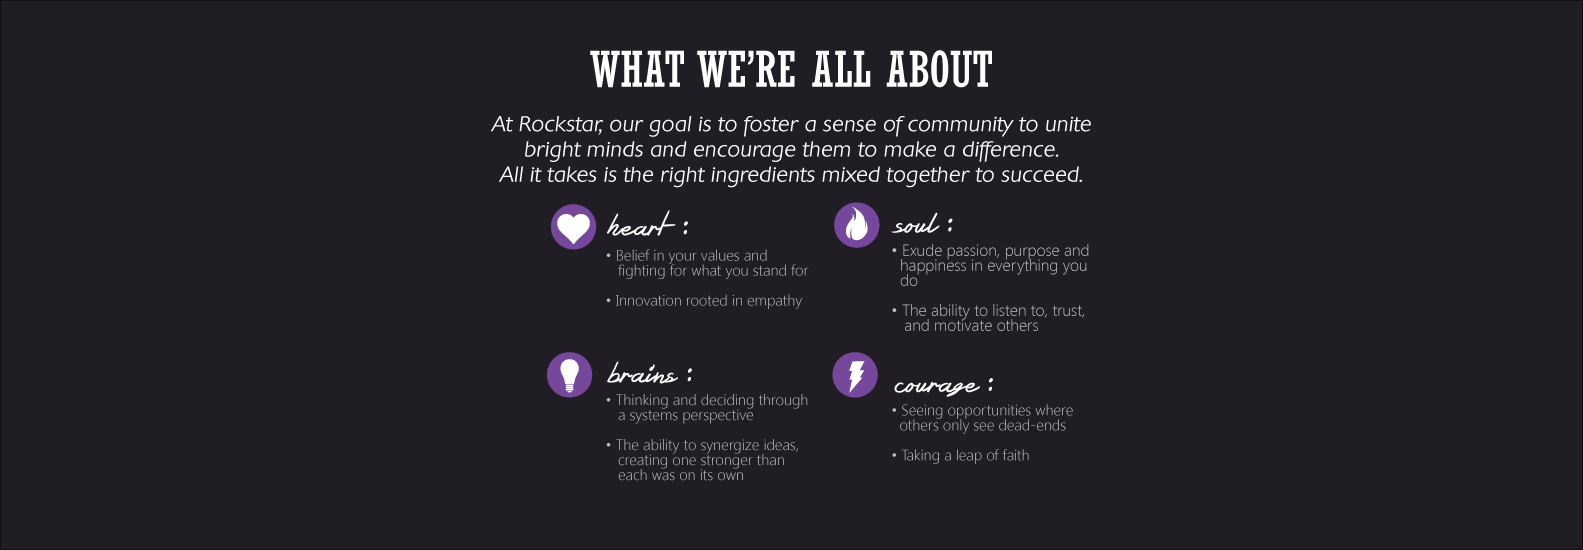 WHAT WE'RE ALL ABOUT
At Rockstar, our goal is to foster a sense of community to unite
bright minds and encourage them to make a difference.
All it takes is the right ingredients mixed together to succeed.
heart :
• Belief in your values and
fighting for what you stand for
• Innovation rooted in empathy
soul :
• Exude passion, purpose and
happiness in everything you
do
• The ability to listen to, trust,
and motivate others
brains :
• Thinking and deciding through
a systems perspective
• The ability to synergize ideas,
creating one stronger than
each was on its own
courage :
• Seeing opportunities where
others only see dead-ends
• Taking a leap of faith